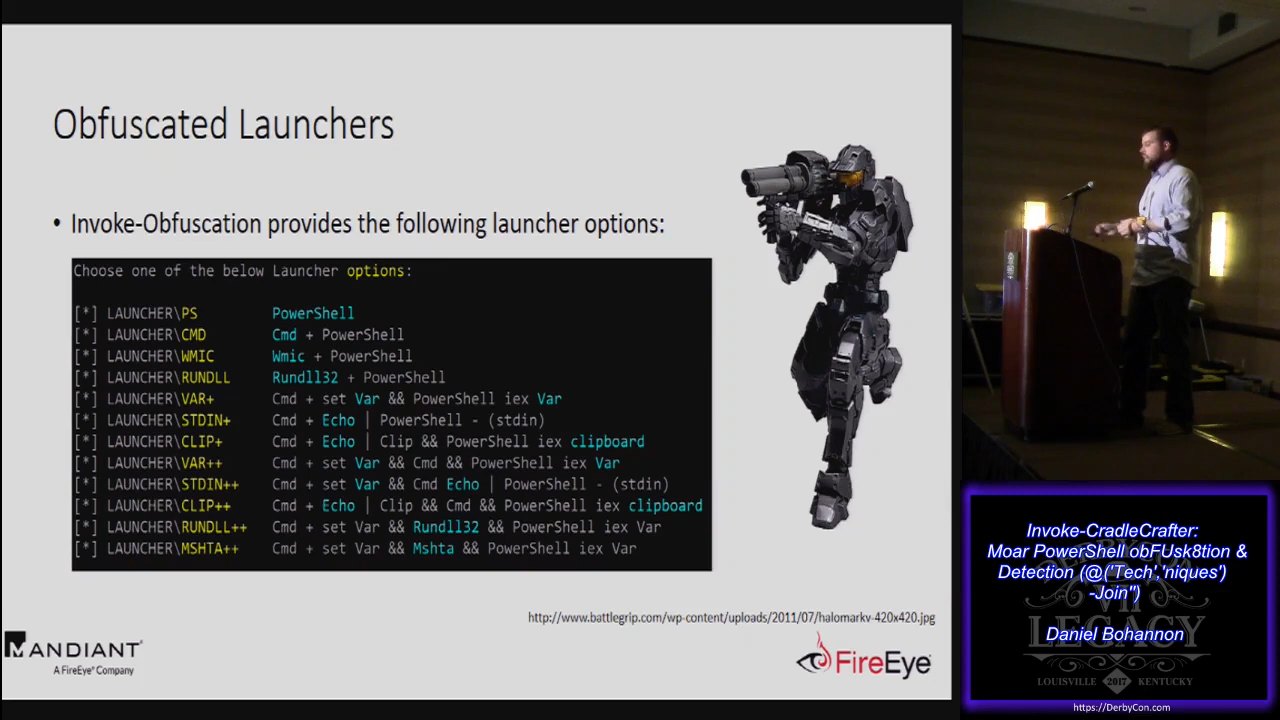 Obfuscated Launchers
• Invoke-Obfuscation provides the following launcher options:
Choose one of the below Launcher options:
[*] LAUNCHER\PS PowerShell
[*] LAUNCHER\CMD Cmd + PowerShell
[*] LAUNCHER\WMIC Wmic + PowerShell
[*] LAUNCHER\RUNDLL Rundll32 + PowerShell
[*] LAUNCHER\VAR+ Cmd + set Var && PowerShell iex Var
[*] LAUNCHER\STDIN+ Cmd + Echo | PowerShell - (stdin)
[*] LAUNCHER\CLIP+ Cmd + Echo | Clip && PowerShell iex clipboard
[*] LAUNCHER\VAR++ Cmd + set Var && Cmd && PowerShell iex Var
[*] LAUNCHER\STDIN++ Cmd + set Var && Cmd Echo | PowerShell - (stdin)
[*] LAUNCHER\CLIP++ Cmd + Echo | Clip && Cmd && PowerShell iex clipboard
[*] LAUNCHER\RUNDLL++ Cmd + set Var && Rundll32 && PowerShell iex Var
[*] LAUNCHER\MSHTA++ Cmd + set Var && Mshta && PowerShell iex Var
http://www.battlegrip.com/wp-content/uploads/2011/07/halomarkv-420x420.jpg
MANDIANT
A FireEye® Company
FireEye
Invoke-CradleCrafter:
Moar PowerShell obFUsk8tion &
Detection (@('Tech','niques')
-Join'')
Daniel Bohannon
LEGACY
LOUISVILLE 2017 KENTUCKY
https://DerbyCon.com